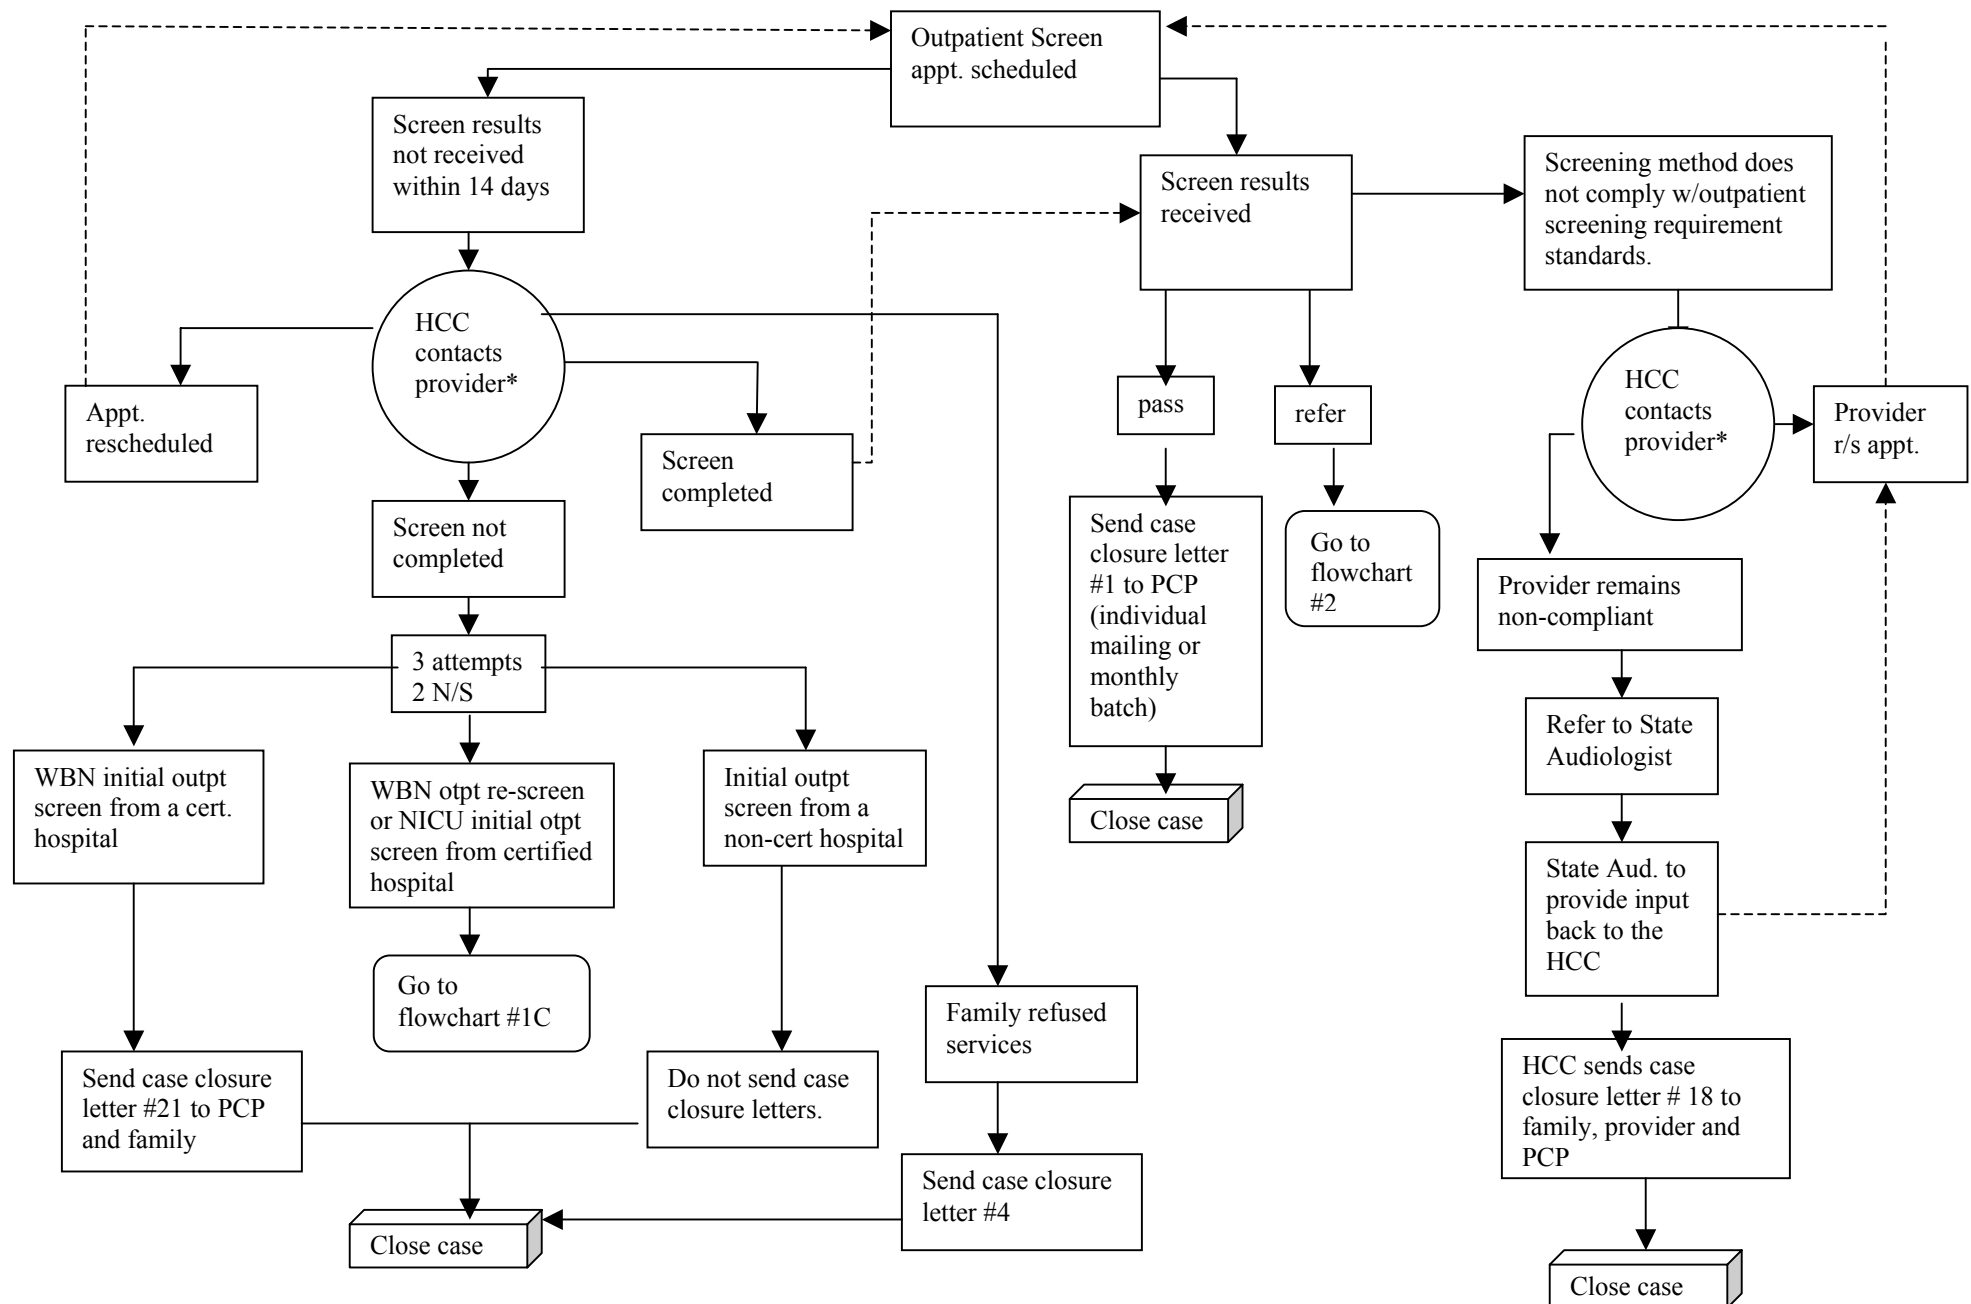 Outpatient Screen
appt. scheduled
Screen results
not received
within 14 days
Screen results
received
Screening method does
not comply w/outpatient
screening requirement
standards.
HCC
contacts
provider*
Appt.
rescheduled
Screen
completed
pass
refer
HCC
contacts
provider*
Provider
r/s appt.
Screen not
completed
Send case
closure letter
#1 to PCP
(individual
mailing or
monthly
batch)
Go to
flowchart
#2
Provider remains
non-compliant
3 attempts
2 N/S
Refer to State
Audiologist
WBN initial outpt
screen from a cert.
hospital
WBN otpt re-screen
or NICU initial otpt
screen from certified
hospital
Initial outpt
screen from a
non-cert hospital
Close case
State Aud. to
provide input
back to the
HCC
Go to
flowchart #1C
Family refused
services
Send case closure
letter #21 to PCP
and family
Do not send case
closure letters.
HCC sends case
closure letter # 18 to
family, provider and
PCP
Send case closure
letter #4
Close case
Close case